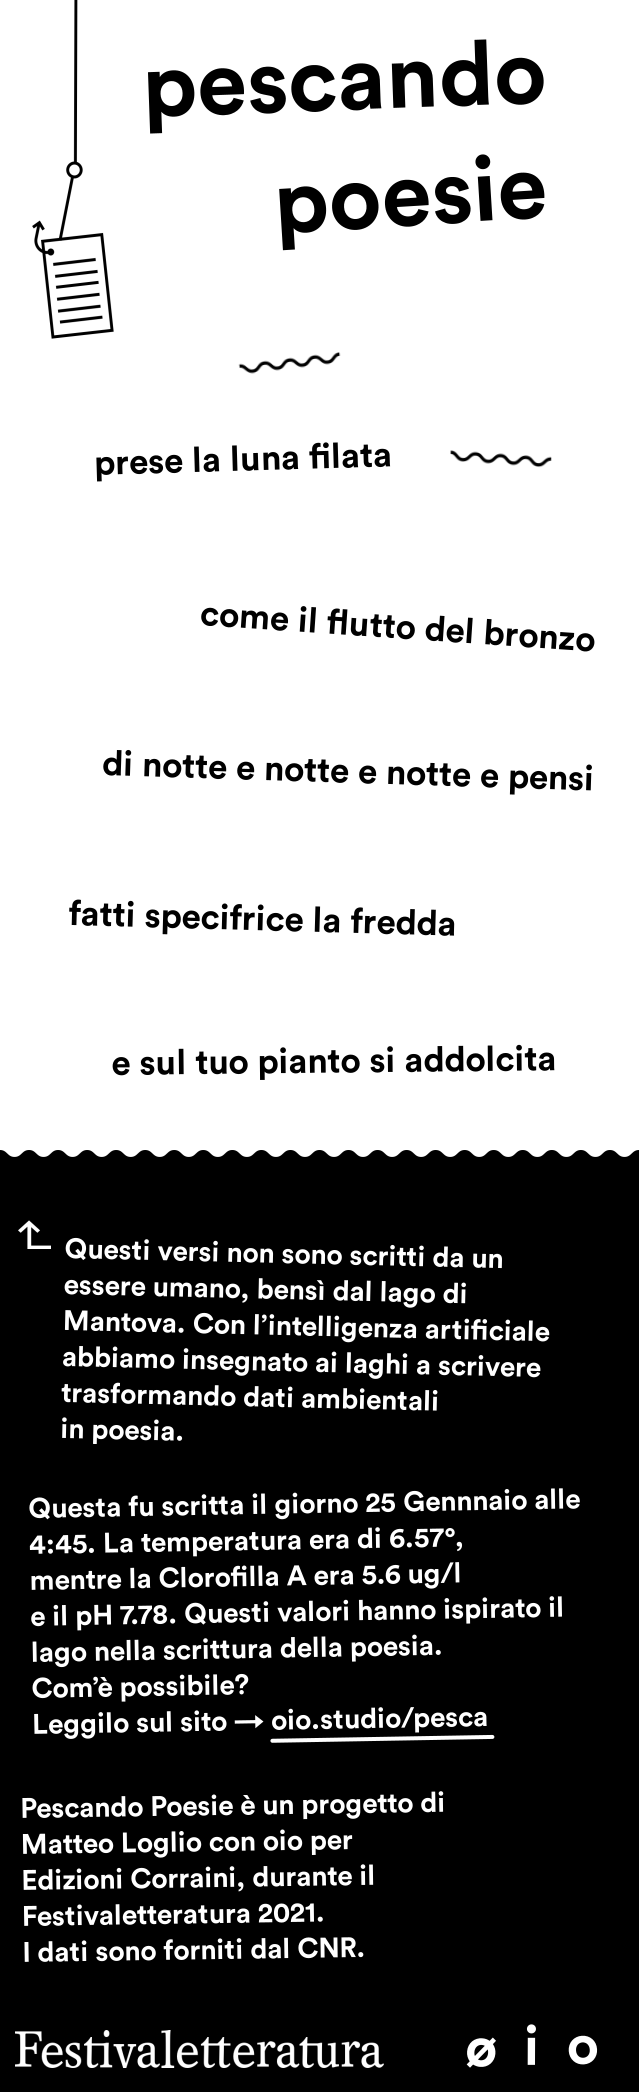 pescando
poesie
prese la luna filata
come il flutto del bronzo
di notte e notte e notte e pensi
fatti specifrice la fredda
e sul tuo pianto si addolcita
Questi versi non sono scritti da un
essere umano, bensì dal lago di
Mantova. Con l’intelligenza artificiale
abbiamo insegnato ai laghi a scrivere
trasformando dati ambientali
in poesia.
Questa fu scritta il giorno 25 Gennnaio alle
4:45. La temperatura era di 6.57°,
mentre la Clorofilla A era 5.6 ug/l
e il pH 7.78. Questi valori hanno ispirato il
lago nella scrittura della poesia.
Com’è possibile?
Leggilo sul sito → oio.studio/pesca
Pescando Poesie è un progetto di
Matteo Loglio con oio per
Edizioni Corraini, durante il
Festivaletteratura 2021.
I dati sono forniti dal CNR.
Festivaletteratura ø i o